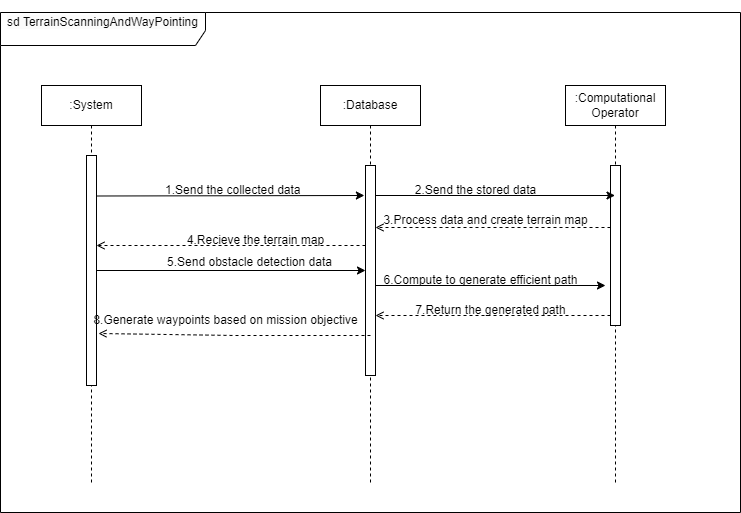 sd TerrainScanningAndWayPointing
:System
:Database
:Computational
Operator
1.Send the collected data
2.Send the stored data
3.Process data and create terrain map
4.Recieve the terrain map
5.Send obstacle detection data
6.Compute to generate efficient path
7.Return the generated path
8.Generate waypoints based on mission objective